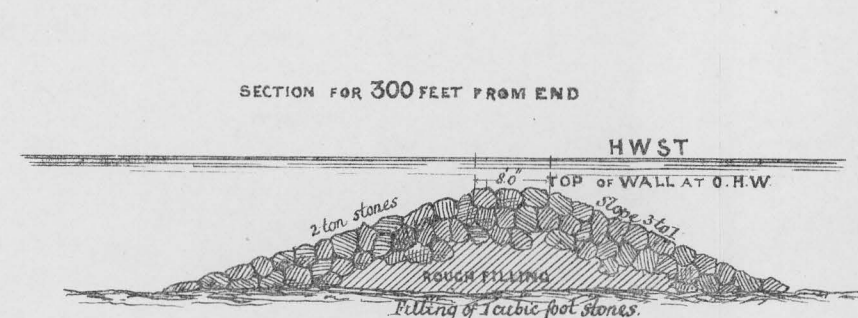 SECTION FOR 300 FEET FROM END
HWST
8'0"
TOP OF WALL AT O.H.W.
2 ton stones
Slope 3 to 1
ROUGH FILLING
Filling of 1 cubic foot stones.